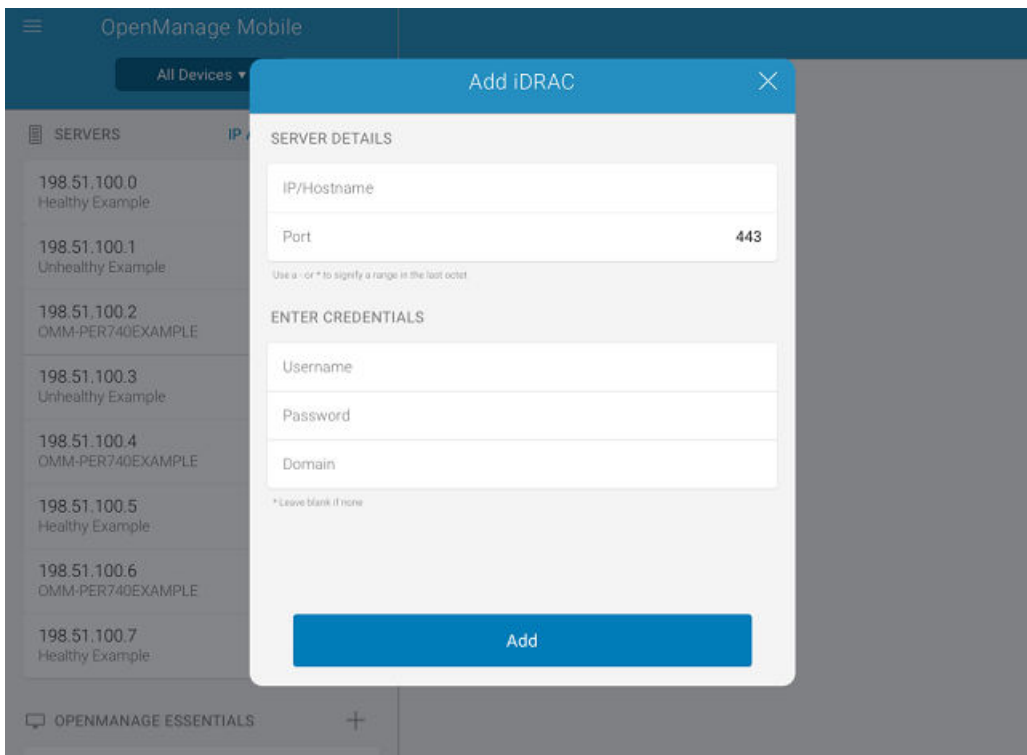 OpenManage Mobile
All Devices ▾
SERVERS
IP
198.51.100.0
Healthy Example
198.51.100.1
Unhealthy Example
198.51.100.2
OMM-PER740EXAMPLE
198.51.100.3
Unhealthy Example
198.51.100.4
OMM-PER740EXAMPLE
198.51.100.5
Healthy Example
198.51.100.6
OMM-PER740EXAMPLE
198.51.100.7
Healthy Example
OPENMANAGE ESSENTIALS
Add iDRAC
SERVER DETAILS
IP/Hostname
Port 443
Use a - or * to signify a range in the last octet
ENTER CREDENTIALS
Username
Password
Domain
* Leave blank if none
Add